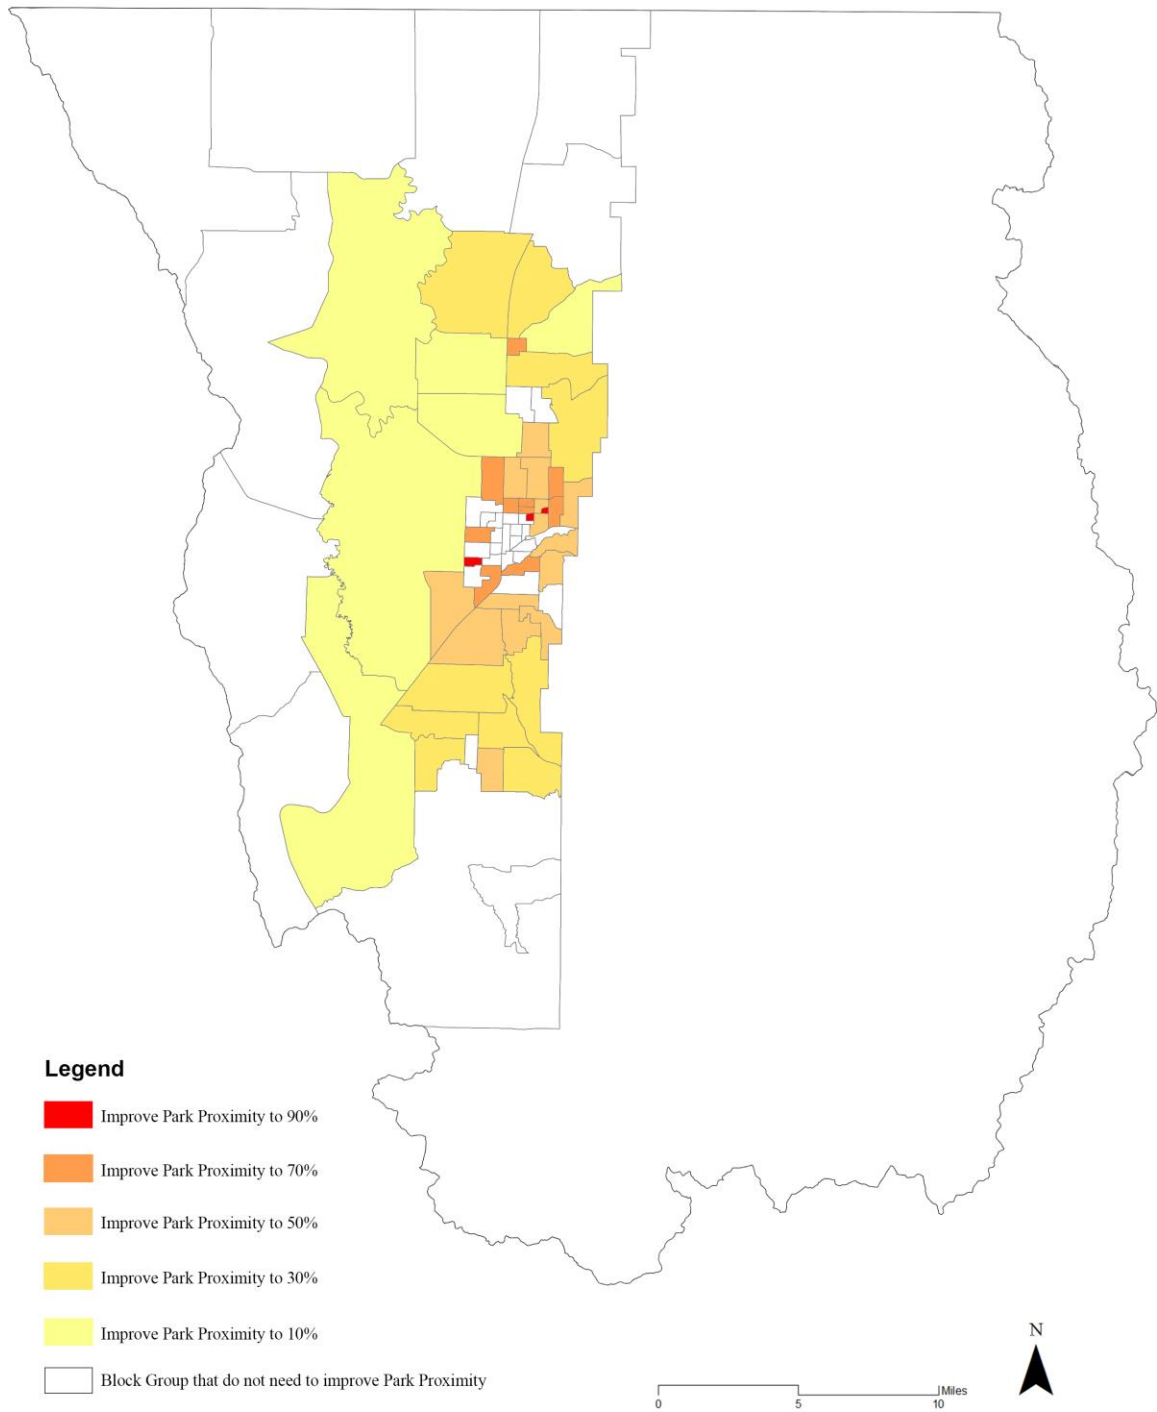 Legend
Improve Park Proximity to 90%
Improve Park Proximity to 70%
Improve Park Proximity to 50%
Improve Park Proximity to 30%
Improve Park Proximity to 10%
Block Group that do not need to improve Park Proximity
N
Miles
0 5 10